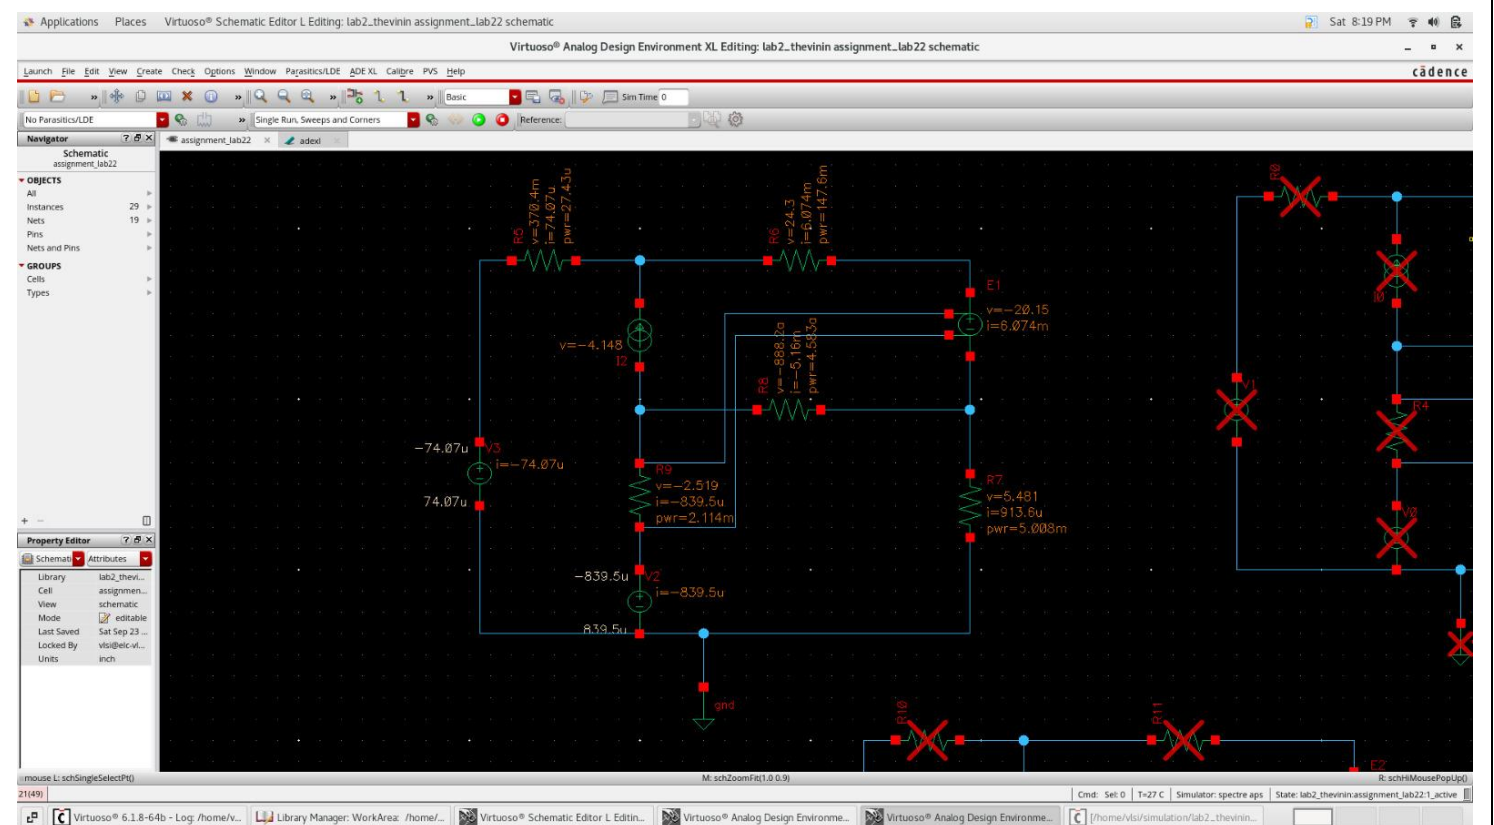 Applications Places Virtuoso® Schematic Editor L Editing: lab2_thevinin assignment_lab22 schematic
Sat 8:19 PM
Virtuoso® Analog Design Environment XL Editing: lab2_thevinin assignment_lab22 schematic
Launch File Edit View Create Check Options Window Parasitics/LDE ADE XL Calibre PVS Help
cādence
» » » » Basic Sim Time 0
No Parasitics/LDE » Single Run, Sweeps and Corners Reference:
Navigator
assignment_lab22
adexl
Schematic
assignment_lab22
OBJECTS
All
Instances 29
Nets 19
Pins
Nets and Pins
GROUPS
Cells
Types
Property Editor
Schemati Attributes
Library lab2_thevi...
Cell assignmen...
View schematic
Mode editable
Last Saved Sat Sep 23 ...
Locked By vlsi@elc-vl...
Units inch
R5
v=370.4m
i=74.07u
pwr=27.43u
R6
v=24.3
i=6.074m
pwr=147.6m
E1
v=-20.15
i=6.074m
v=-4.148
I2
R8
v=-888.2a
i=-5.16m
pwr=4.583a
-74.07u
V3
i=-74.07u
74.07u
R9
v=-2.519
i=-839.5u
pwr=2.114m
R7
v=5.481
i=913.6u
pwr=5.008m
-839.5u
V2
i=-839.5u
839.5u
gnd
R0
I0
V1
R4
V0
R10
R11
E2
mouse L: schSingleSelectPt()
M: schZoomFit(1.0 0.9)
R: schHiMousePopUp()
21(49)
Cmd: Sel: 0 T=27 C Simulator: spectre aps State: lab2_thevinin:assignment_lab22:1_active
Virtuoso® 6.1.8-64b - Log: /home/v...
Library Manager: WorkArea: /home/...
Virtuoso® Schematic Editor L Editin...
Virtuoso® Analog Design Environme...
Virtuoso® Analog Design Environme...
[/home/vlsi/simulation/lab2_thevinin...